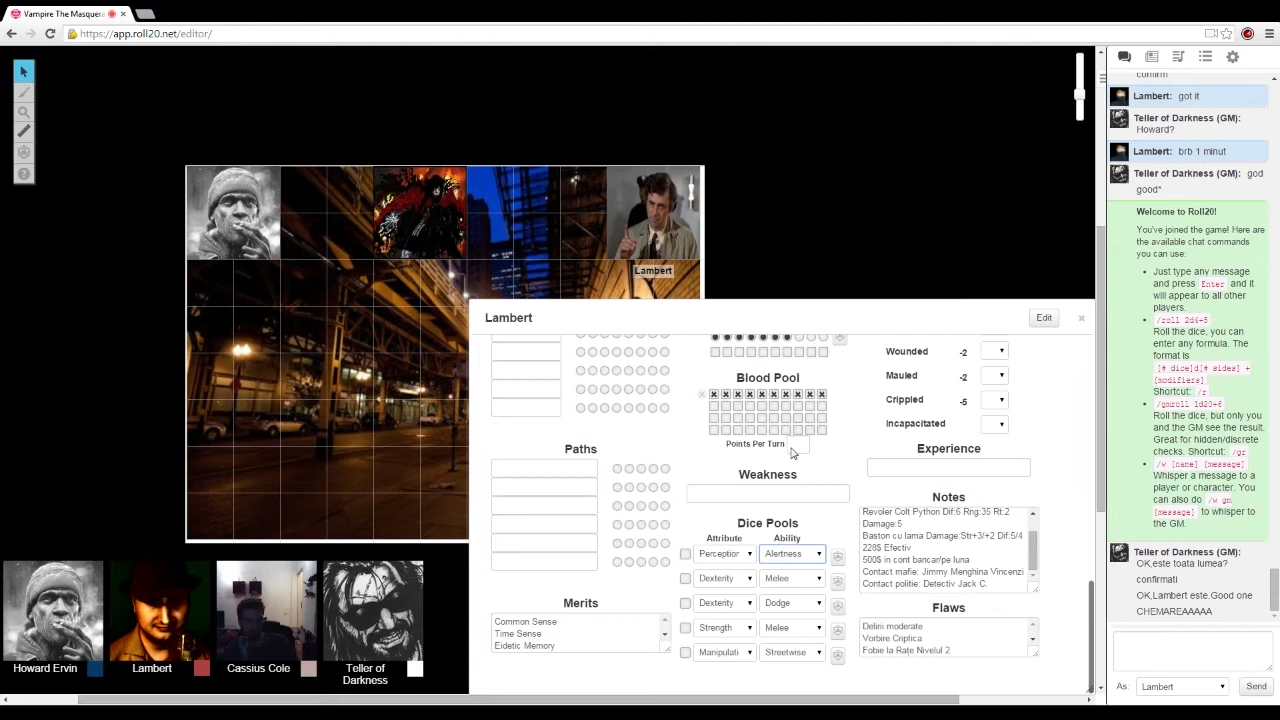 Vampire The Masquera
https://app.roll20.net/editor/
Lambert
Howard Ervin
Lambert
Cassius Cole
Teller of
Darkness
Lambert
Edit
Blood Pool
Points Per Turn
Paths
Weakness
Dice Pools
Attribute
Ability
Perception
Alertness
Dexterity
Melee
Dexterity
Dodge
Strength
Melee
Manipulati
Streetwise
Merits
Common Sense
Time Sense
Eidetic Memory
Wounded -2
Mauled -2
Crippled -5
Incapacitated
Experience
Notes
Revoler Colt Python Dif:6 Rng:35 Rt:2
Damage:5
Baston cu lama Damage:Str+3/+2 Dif:5/4
228$ Efectiv
500$ in cont bancar/pe luna
Contact mafie: Jimmy Menghina Vincenzi
Contact politie: Detectiv Jack C.
Flaws
Delirii moderate
Vorbire Criptica
Fobie la Rațe Nivelul 2
confirm
Lambert: got it
Teller of Darkness (GM):
Howard?
Lambert: brb 1 minut
Teller of Darkness (GM): god
good*
Welcome to Roll20!
You've joined the game! Here are
the available chat commands
you can use:
Just type any message
and press Enter and it
will appear to all other
players.
/roll 2d4+5
Roll the dice, you can
enter any formula. The
format is
[# dice]d[# sides] +
[modifiers]
Shortcut: /r
/gmroll 1d20+6
Roll the dice, but only you
and the GM see the result.
Great for hidden/discrete
checks. Shortcut: /gr
/w [name] [message]
Whisper a message to a
player or character. You
can also do /w gm
[message] to whisper to
the GM.
Teller of Darkness (GM):
OK,este toata lumea?
confirmati
OK,Lambert este.Good one
CHEMAREAAAAA
As: Lambert
Send